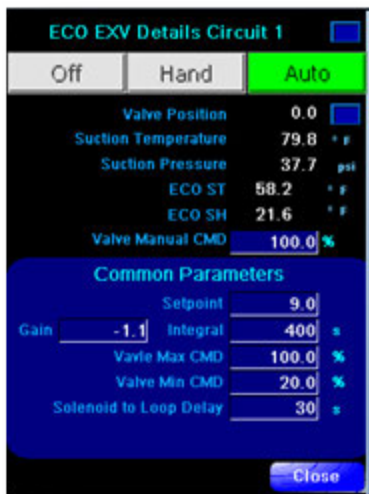 ECO EXV Details Circuit 1
Off Hand Auto
Valve Position 0.0
Suction Temperature 79.8 ° F
Suction Pressure 37.7 psi
ECO ST 58.2 ° F
ECO SH 21.6 ° F
Valve Manual CMD 100.0 %
Common Parameters
Setpoint 9.0
Gain -1.1 Integral 400 s
Vavle Max CMD 100.0 %
Valve Min CMD 20.0 %
Solenoid to Loop Delay 30 s
Close